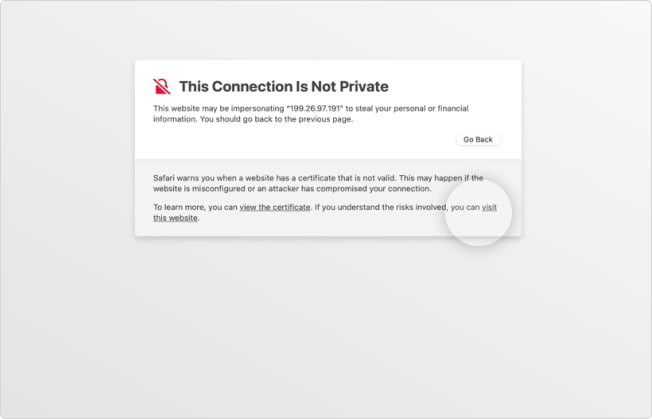 This Connection Is Not Private
This website may be impersonating “199.26.97.191” to steal your personal or financial
information. You should go back to the previous page.
Go Back
Safari warns you when a website has a certificate that is not valid. This may happen if the
website is misconfigured or an attacker has compromised your connection.
To learn more, you can view the certificate. If you understand the risks involved, you can visit
this website.